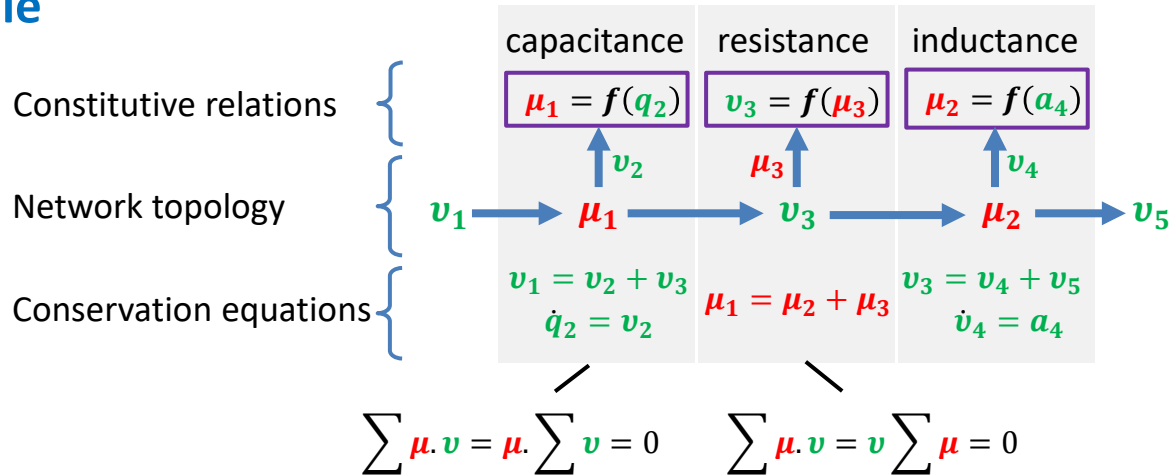 le
capacitance resistance inductance
Constitutive relations
μ₁ = f(q₂) υ₃ = f(μ₃) μ₂ = f(a₄)
υ₂ μ₃ υ₄
Network topology
υ₁ μ₁ υ₃ μ₂ υ₅
Conservation equations
υ₁ = υ₂ + υ₃ μ₁ = μ₂ + μ₃ υ₃ = υ₄ + υ₅
q̇₂ = υ₂ υ̇₄ = a₄
∑ μ. υ = μ. ∑ υ = 0 ∑ μ. υ = υ ∑ μ = 0